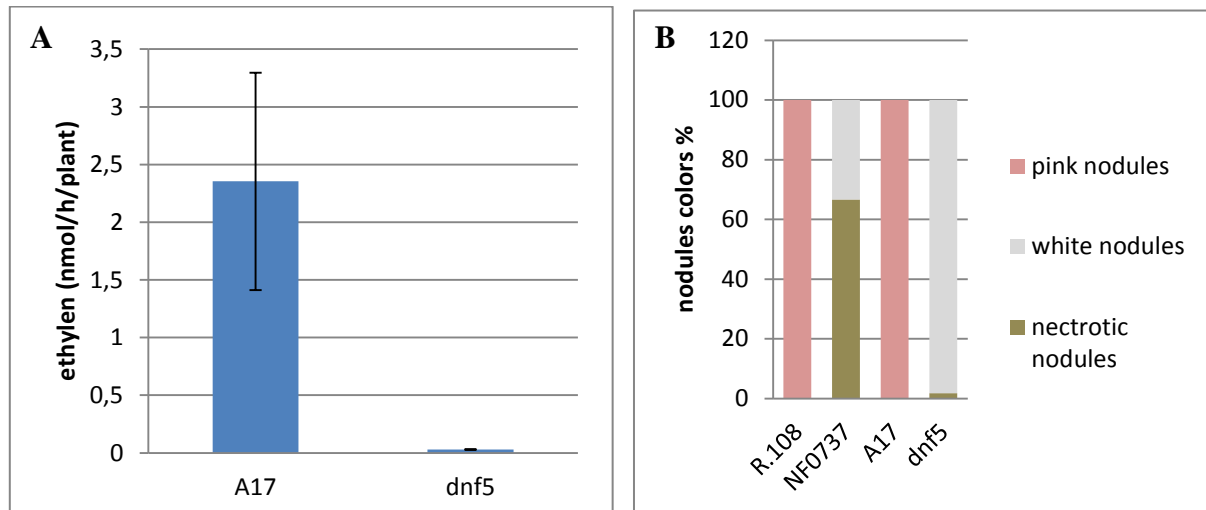 A
ethylen (nmol/h/plant)
3,5
3
2,5
2
1,5
1
0,5
0
A17
dnf5
B
nodules colors %
120
100
80
60
40
20
0
R.108
NF0737
A17
dnf5
pink nodules
white nodules
nectrotic
nodules